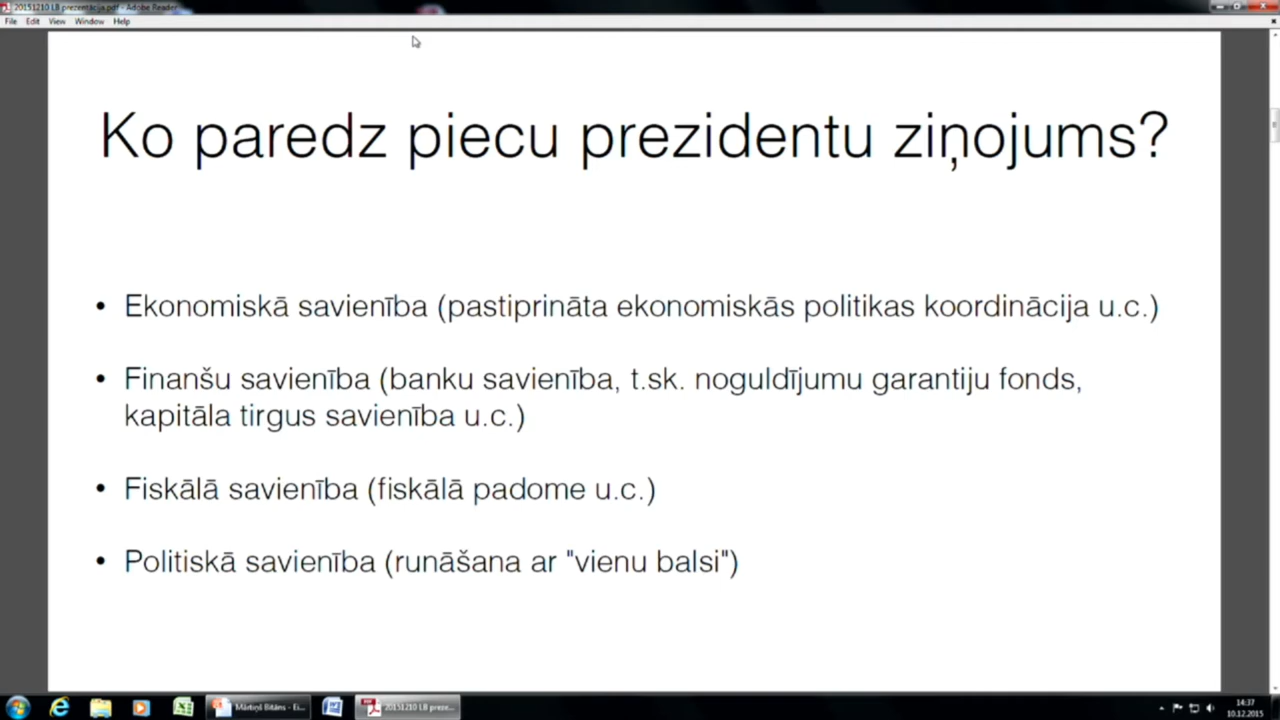 20151210 LB prezentācija.pdf - Adobe Reader
File Edit View Window Help
Ko paredz piecu prezidentu ziņojums?
• Ekonomiskā savienība (pastiprināta ekonomiskās politikas koordinācija u.c.)
• Finanšu savienība (banku savienība, t.sk. noguldījumu garantiju fonds,
kapitāla tirgus savienība u.c.)
• Fiskālā savienība (fiskālā padome u.c.)
• Politiskā savienība (runāšana ar "vienu balsi")
Mārtiņš Bitāns - Ei...
20151210 LB preze...
14:37
10.12.2015